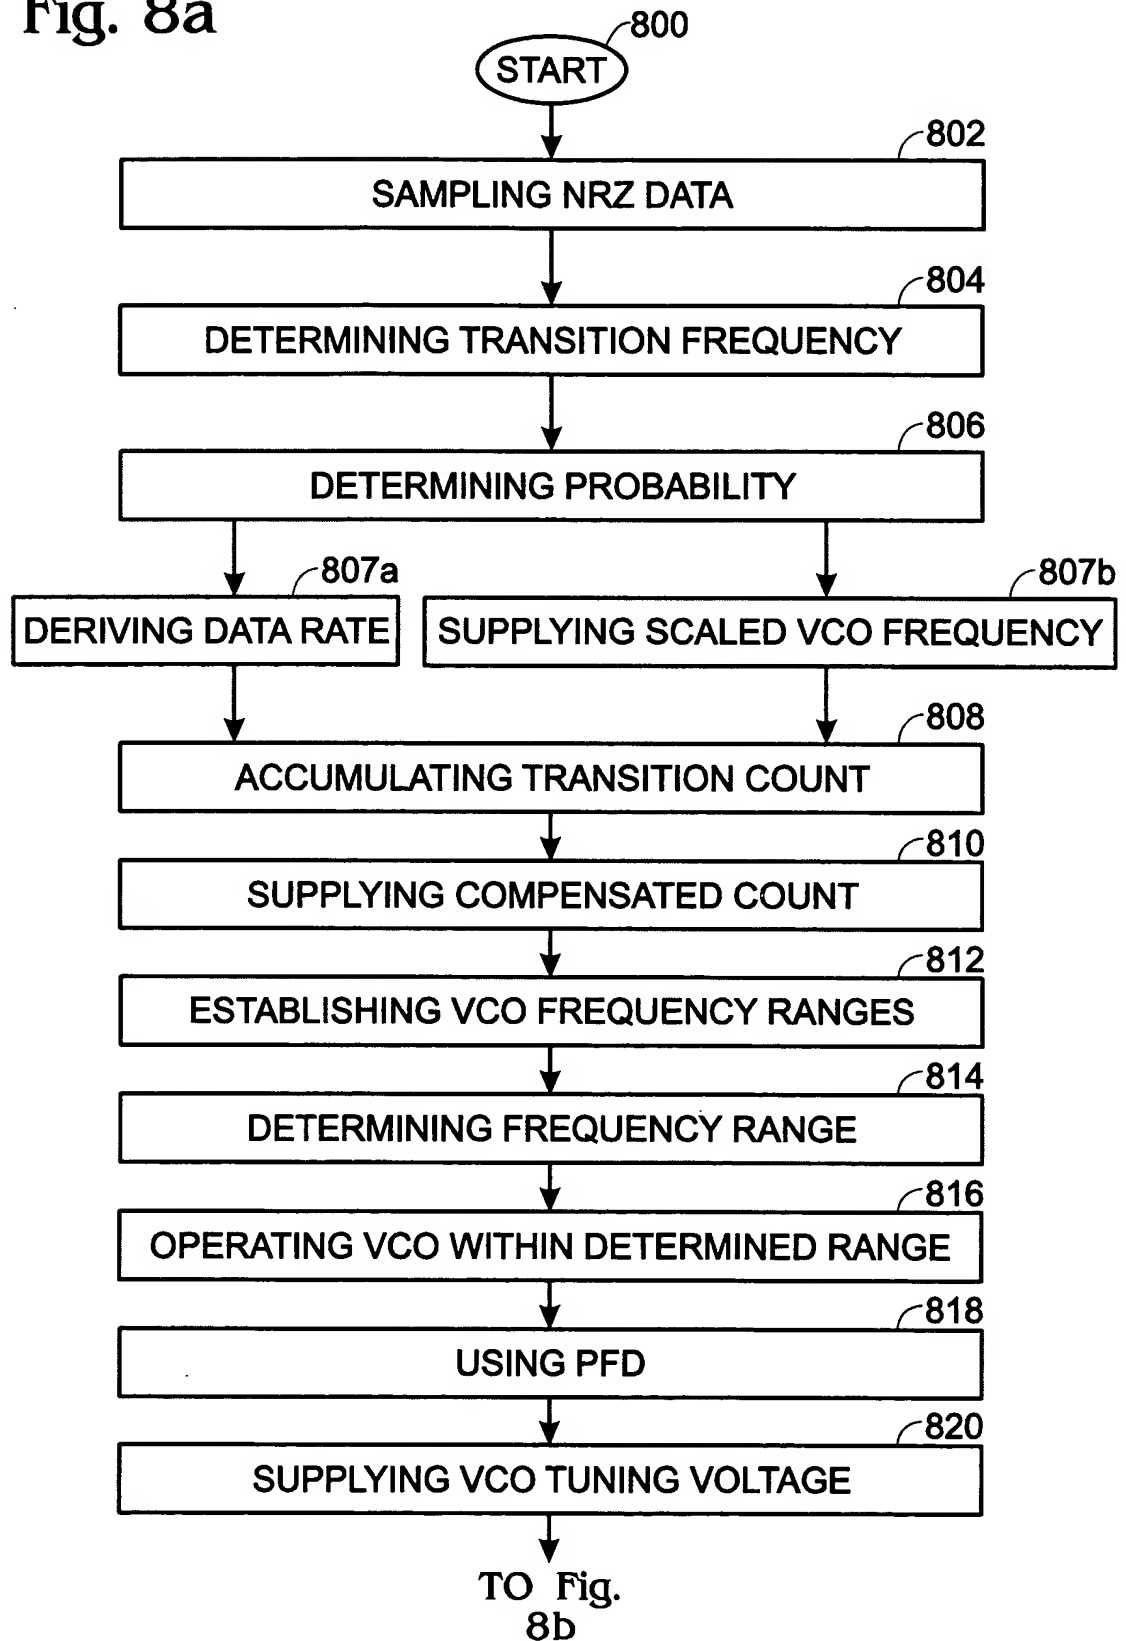 Fig. 8a
800
START
802
SAMPLING NRZ DATA
804
DETERMINING TRANSITION FREQUENCY
806
DETERMINING PROBABILITY
807a
807b
DERIVING DATA RATE
SUPPLYING SCALED VCO FREQUENCY
808
ACCUMULATING TRANSITION COUNT
810
SUPPLYING COMPENSATED COUNT
812
ESTABLISHING VCO FREQUENCY RANGES
814
DETERMINING FREQUENCY RANGE
816
OPERATING VCO WITHIN DETERMINED RANGE
818
USING PFD
820
SUPPLYING VCO TUNING VOLTAGE
TO Fig.
8b